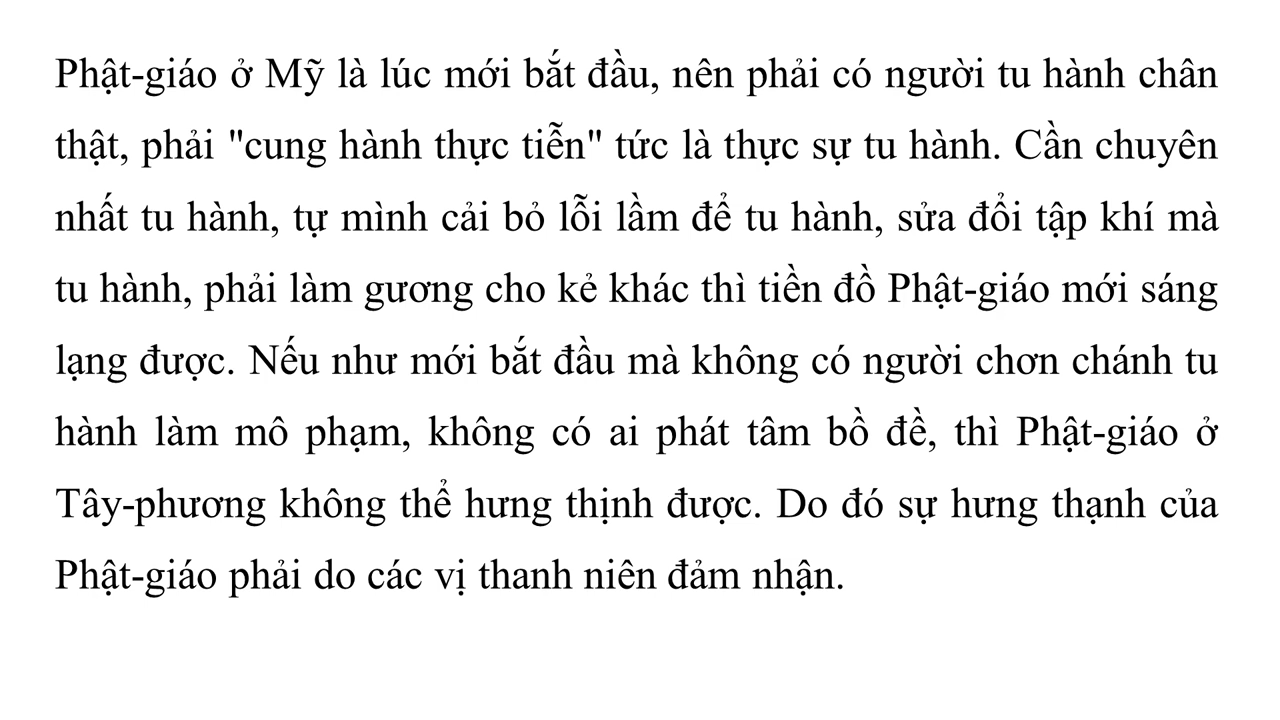 Phật-giáo ở Mỹ là lúc mới bắt đầu, nên phải có người tu hành chân
thật, phải "cung hành thực tiễn" tức là thực sự tu hành. Cần chuyên
nhất tu hành, tự mình cải bỏ lỗi lầm để tu hành, sửa đổi tập khí mà
tu hành, phải làm gương cho kẻ khác thì tiền đồ Phật-giáo mới sáng
lạng được. Nếu như mới bắt đầu mà không có người chơn chánh tu
hành làm mô phạm, không có ai phát tâm bồ đề, thì Phật-giáo ở
Tây-phương không thể hưng thịnh được. Do đó sự hưng thạnh của
Phật-giáo phải do các vị thanh niên đảm nhận.